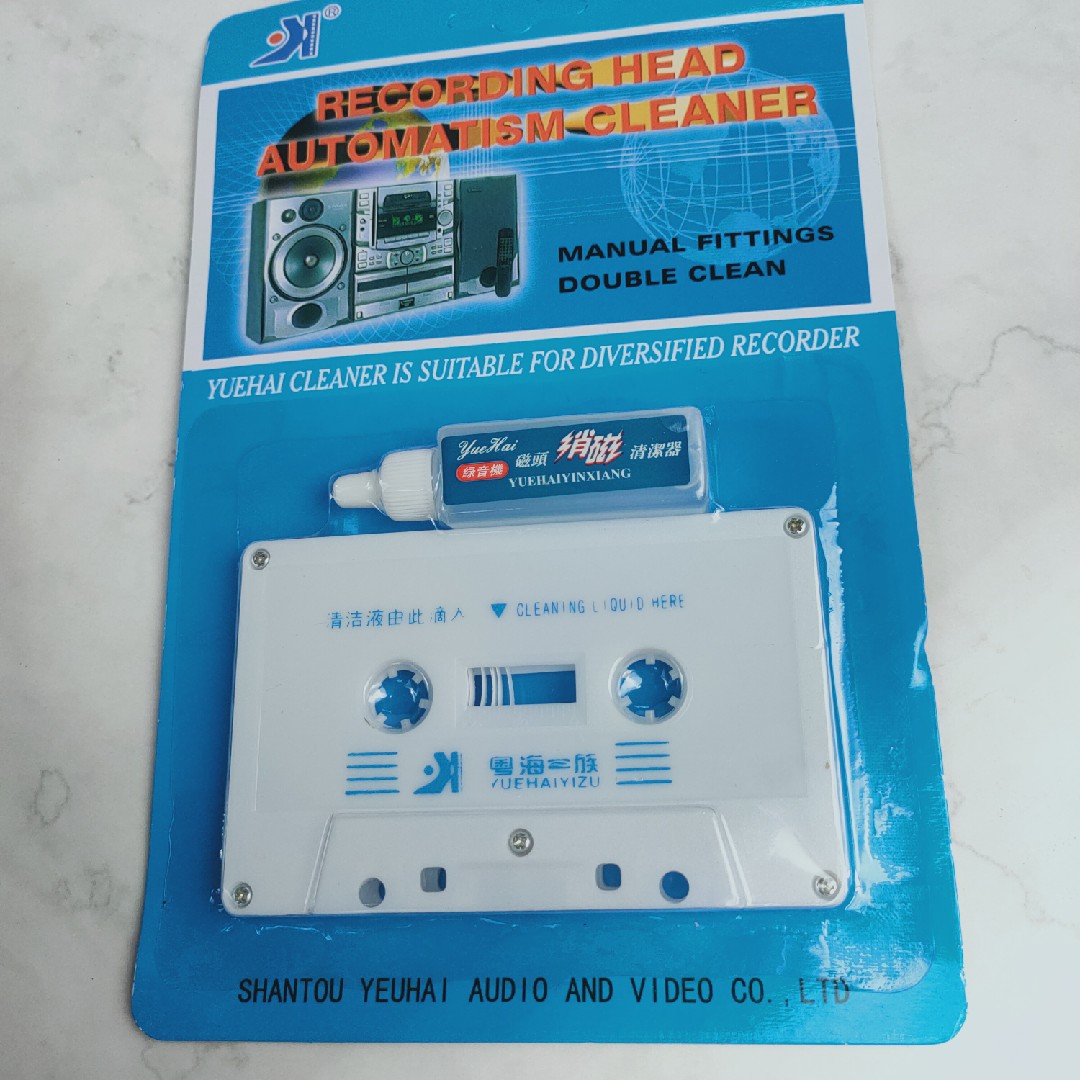 ®
RECORDING HEAD
AUTOMATISM CLEANER
MANUAL FITTINGS
DOUBLE CLEAN
YUEHAI CLEANER IS SUITABLE FOR DIVERSIFIED RECORDER
YueHai
録音機 磁頭 消磁 清潔器
YUEHAIYINXIANG
清洁液由此滴入 ▼ CLEANING LIQUID HERE
粤海一族
YUEHAIYIZU
SHANTOU YEUHAI AUDIO AND VIDEO CO.,LTD